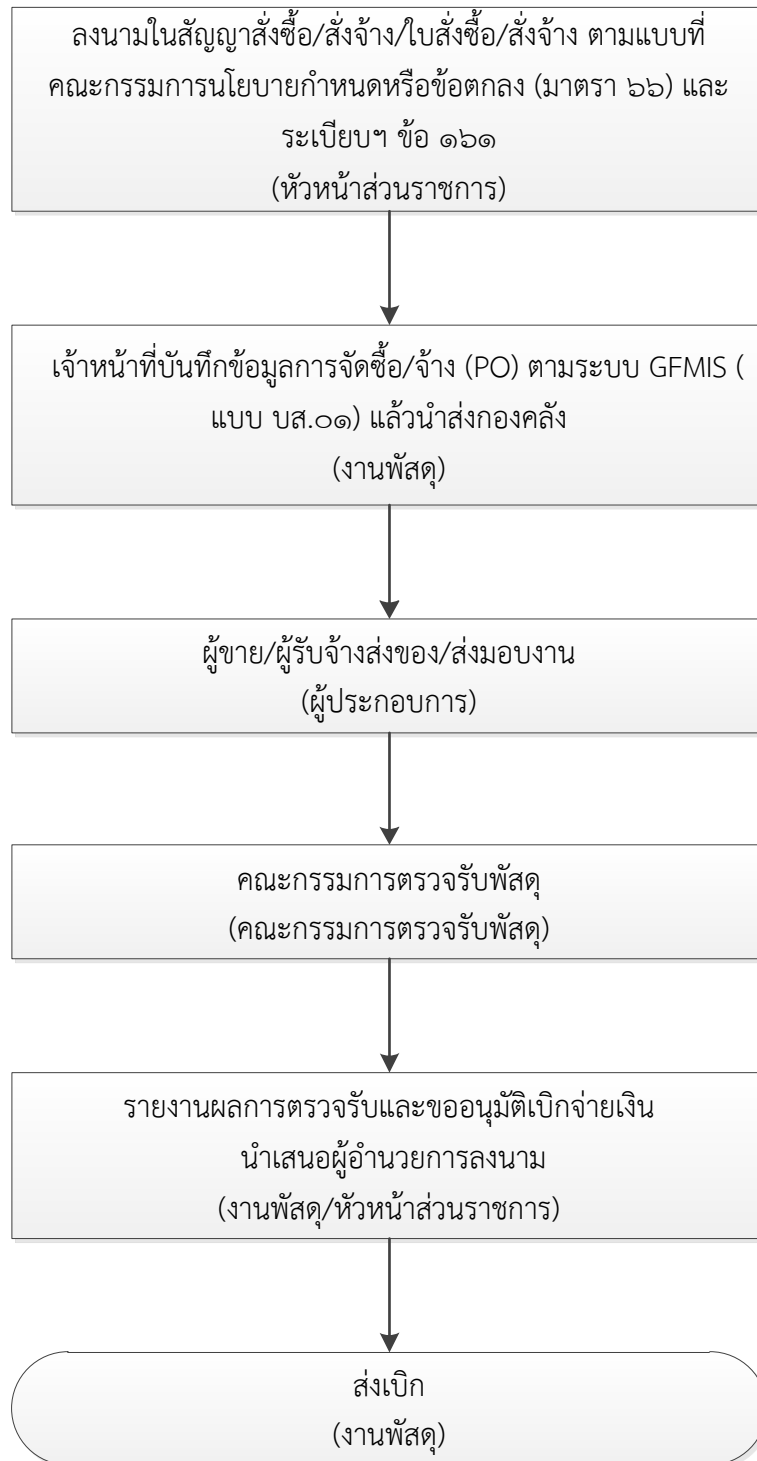 ลงนามในสัญญาสั่งซื้อ/สั่งจ้าง/ใบสั่งซื้อ/สั่งจ้าง ตามแบบที่
คณะกรรมการนโยบายกำหนดหรือข้อตกลง (มาตรา ๖๖) และ
ระเบียบฯ ข้อ ๑๖๑
(หัวหน้าส่วนราชการ)
เจ้าหน้าที่บันทึกข้อมูลการจัดซื้อ/จ้าง (PO) ตามระบบ GFMIS (
แบบ บส.๐๑) แล้วนำส่งกองคลัง
(งานพัสดุ)
ผู้ขาย/ผู้รับจ้างส่งของ/ส่งมอบงาน
(ผู้ประกอบการ)
คณะกรรมการตรวจรับพัสดุ
(คณะกรรมการตรวจรับพัสดุ)
รายงานผลการตรวจรับและขออนุมัติเบิกจ่ายเงิน
นำเสนอผู้อำนวยการลงนาม
(งานพัสดุ/หัวหน้าส่วนราชการ)
ส่งเบิก
(งานพัสดุ)